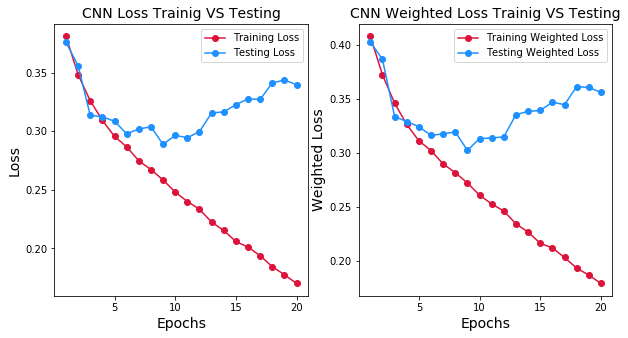 CNN Loss Trainig VS Testing
Training Loss
Testing Loss
0.35
0.30
0.25
0.20
Loss
5
10
15
20
Epochs
CNN Weighted Loss Trainig VS Testing
Training Weighted Loss
Testing Weighted Loss
0.40
0.35
0.30
0.25
0.20
Weighted Loss
5
10
15
20
Epochs